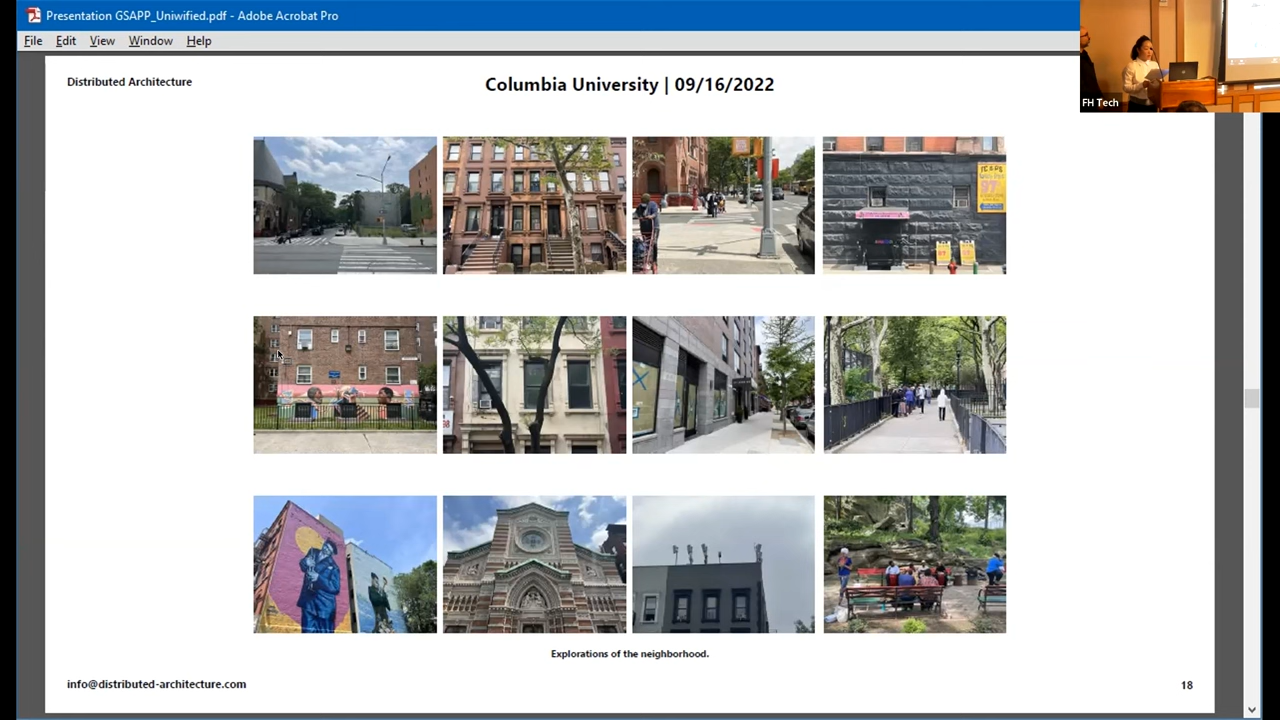 Presentation GSAPP_Uniwified.pdf - Adobe Acrobat Pro
File Edit View Window Help
FH Tech
Distributed Architecture
Columbia University | 09/16/2022
Explorations of the neighborhood.
info@distributed-architecture.com
18